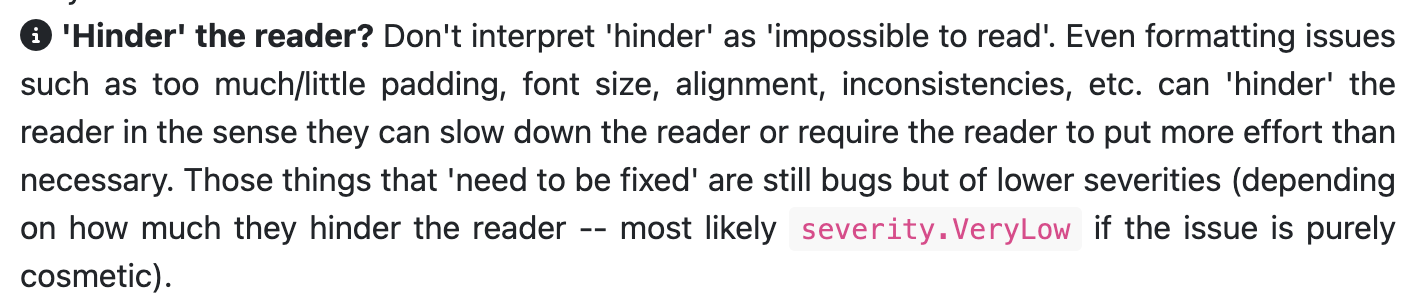 'Hinder' the reader? Don't interpret 'hinder' as 'impossible to read'. Even formatting issues
such as too much/little padding, font size, alignment, inconsistencies, etc. can 'hinder' the
reader in the sense they can slow down the reader or require the reader to put more effort than
necessary. Those things that 'need to be fixed' are still bugs but of lower severities (depending
on how much they hinder the reader -- most likely severity.VeryLow if the issue is purely
cosmetic).